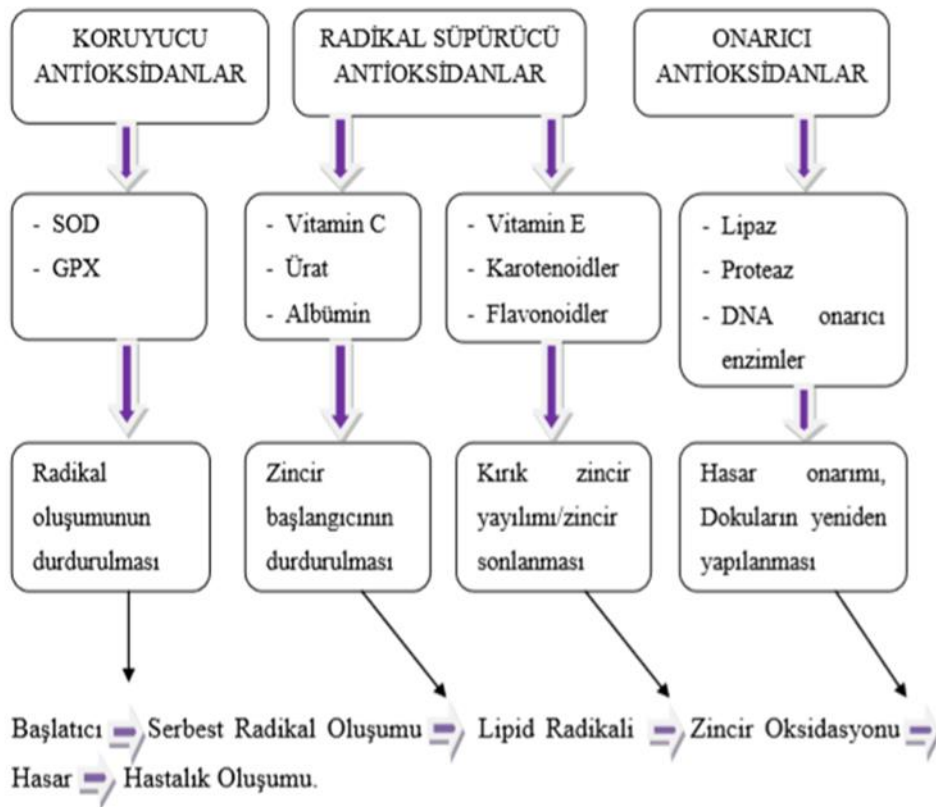 KORUYUCU
ANTİOKSİDANLAR
RADİKAL SÜPÜRÜCÜ
ANTİOKSİDANLAR
ONARICI
ANTİOKSİDANLAR
- SOD
- GPX
- Vitamin C
- Ürat
- Albümin
- Vitamin E
- Karotenoidler
- Flavonoidler
- Lipaz
- Proteaz
- DNA onarıcı
enzimler
Radikal
oluşumunun
durdurulması
Zincir
başlangıcının
durdurulması
Kırık zincir
yayılımı/zincir
sonlanması
Hasar onarımı,
Dokuların yeniden
yapılanması
Başlatıcı Serbest Radikal Oluşumu Lipid Radikali Zincir Oksidasyonu
Hasar Hastalık Oluşumu.